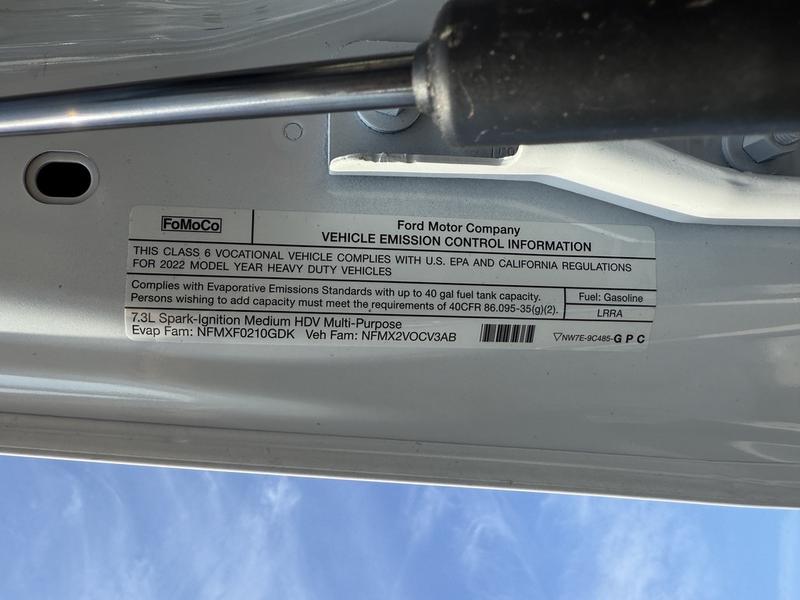 FoMoCo
Ford Motor Company
VEHICLE EMISSION CONTROL INFORMATION
THIS CLASS 6 VOCATIONAL VEHICLE COMPLIES WITH U.S. EPA AND CALIFORNIA REGULATIONS
FOR 2022 MODEL YEAR HEAVY DUTY VEHICLES
Complies with Evaporative Emissions Standards with up to 40 gal fuel tank capacity.
Persons wishing to add capacity must meet the requirements of 40CFR 86.095-35(g)(2).
Fuel: Gasoline
LRRA
7.3L Spark-Ignition Medium HDV Multi-Purpose
Evap Fam: NFMXF0210GDK Veh Fam: NFMX2VOCV3AB
▽NW7E-9C485-G P C